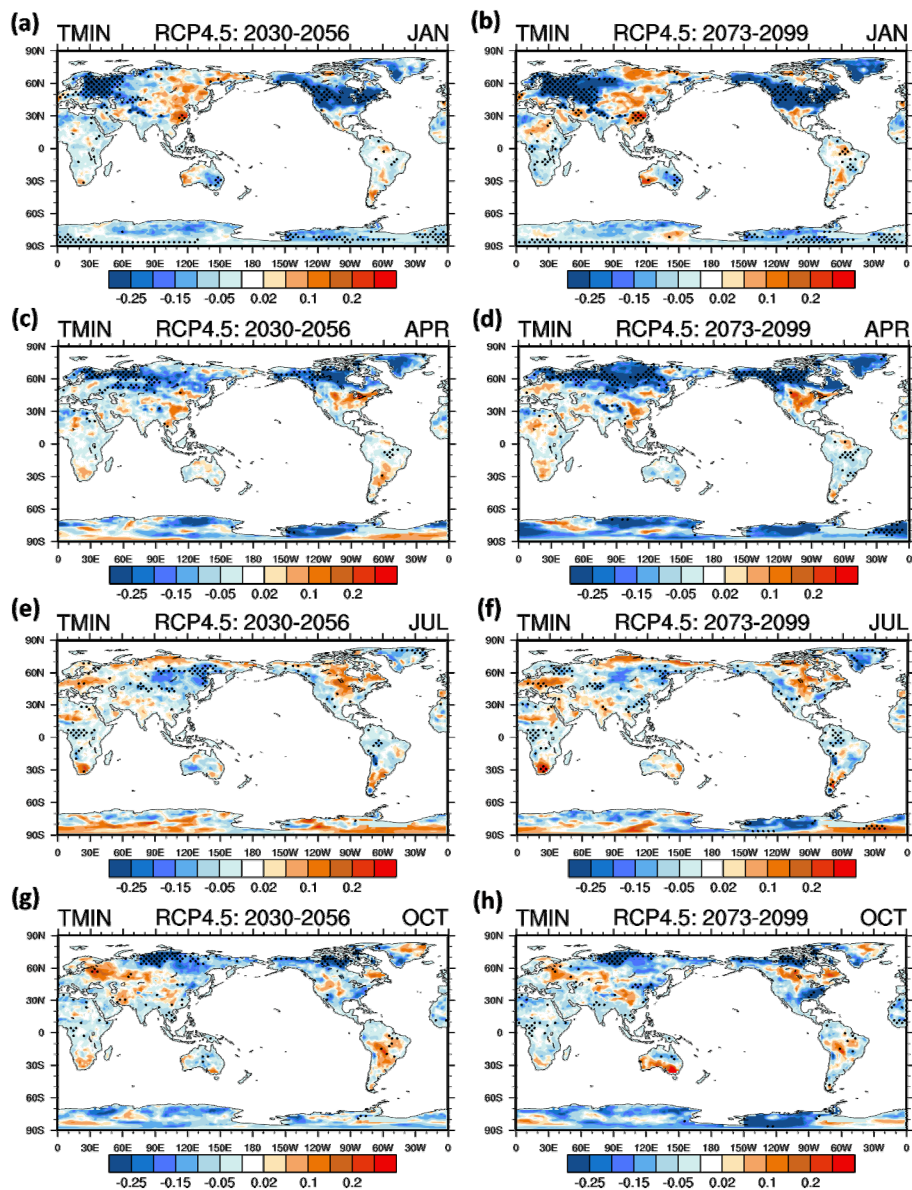 (a) (b)
TMIN RCP4.5: 2030-2056 JAN TMIN RCP4.5: 2073-2099 JAN
90N 90N
60N 60N
30N 30N
0 0
30S 30S
60S 60S
90S 90S
0 30E 60E 90E 120E 150E 180 150W 120W 90W 60W 30W 0 0 30E 60E 90E 120E 150E 180 150W 120W 90W 60W 30W 0
-0.25 -0.15 -0.05 0.02 0.1 0.2 -0.25 -0.15 -0.05 0.02 0.1 0.2
(c) (d)
TMIN RCP4.5: 2030-2056 APR TMIN RCP4.5: 2073-2099 APR
90N 90N
60N 60N
30N 30N
0 0
30S 30S
60S 60S
90S 90S
0 30E 60E 90E 120E 150E 180 150W 120W 90W 60W 30W 0 0 30E 60E 90E 120E 150E 180 150W 120W 90W 60W 30W 0
-0.25 -0.15 -0.05 0.02 0.1 0.2 -0.25 -0.15 -0.05 0.02 0.1 0.2
(e) (f)
TMIN RCP4.5: 2030-2056 JUL TMIN RCP4.5: 2073-2099 JUL
90N 90N
60N 60N
30N 30N
0 0
30S 30S
60S 60S
90S 90S
0 30E 60E 90E 120E 150E 180 150W 120W 90W 60W 30W 0 0 30E 60E 90E 120E 150E 180 150W 120W 90W 60W 30W 0
-0.25 -0.15 -0.05 0.02 0.1 0.2 -0.25 -0.15 -0.05 0.02 0.1 0.2
(g) (h)
TMIN RCP4.5: 2030-2056 OCT TMIN RCP4.5: 2073-2099 OCT
90N 90N
60N 60N
30N 30N
0 0
30S 30S
60S 60S
90S 90S
0 30E 60E 90E 120E 150E 180 150W 120W 90W 60W 30W 0 0 30E 60E 90E 120E 150E 180 150W 120W 90W 60W 30W 0
-0.25 -0.15 -0.05 0.02 0.1 0.2 -0.25 -0.15 -0.05 0.02 0.1 0.2